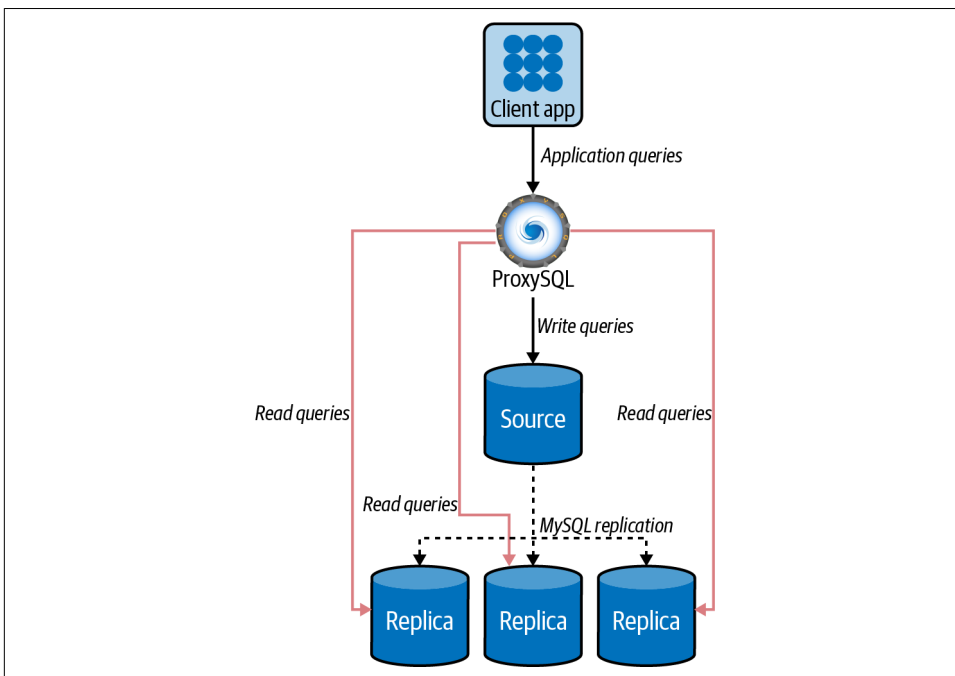 Client app
Application queries
ProxySQL
Write queries
Read queries
Source
Read queries
Read queries
MySQL replication
Replica
Replica
Replica